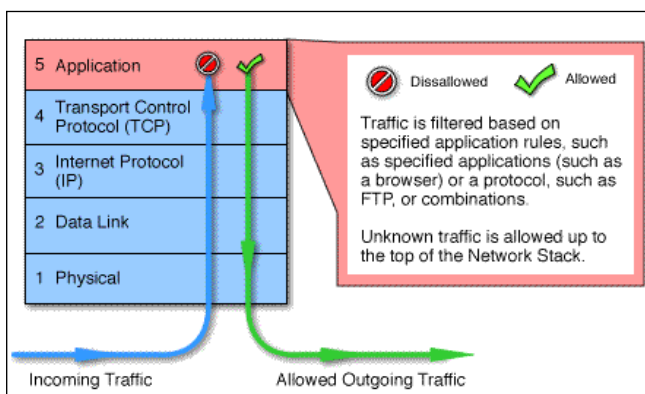 5 Application
4 Transport Control
Protocol (TCP)
3 Internet Protocol
(IP)
2 Data Link
1 Physical
Incoming Traffic
Allowed Outgoing Traffic
Dissallowed
Allowed
Traffic is filtered based on
specified application rules, such
as specified applications (such as
a browser) or a protocol, such as
FTP, or combinations.
Unknown traffic is allowed up to
the top of the Network Stack.